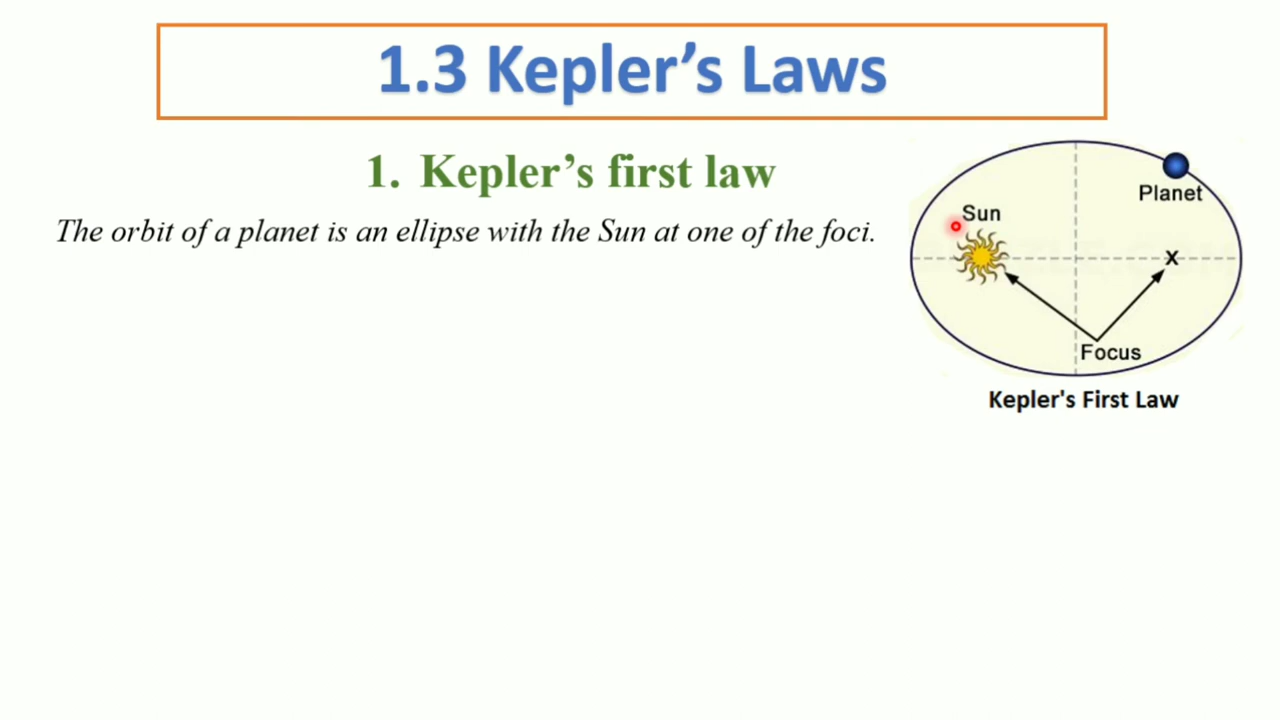 1.3 Kepler’s Laws
1. Kepler’s first law
The orbit of a planet is an ellipse with the Sun at one of the foci.
Planet
Sun
x
Focus
Kepler's First Law